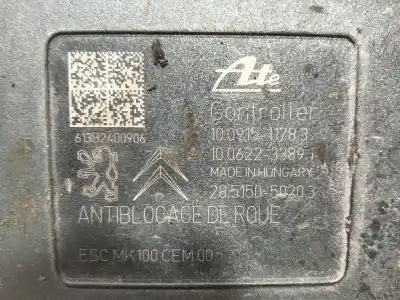 Ate
Controller
10.0915-1178.3
613B2400906
10.0622-3389.1
MADE IN HUNGARY
28.5150-5020.3
ANTIBLOCAGE DE ROUE
ESC MK100 CEM 00